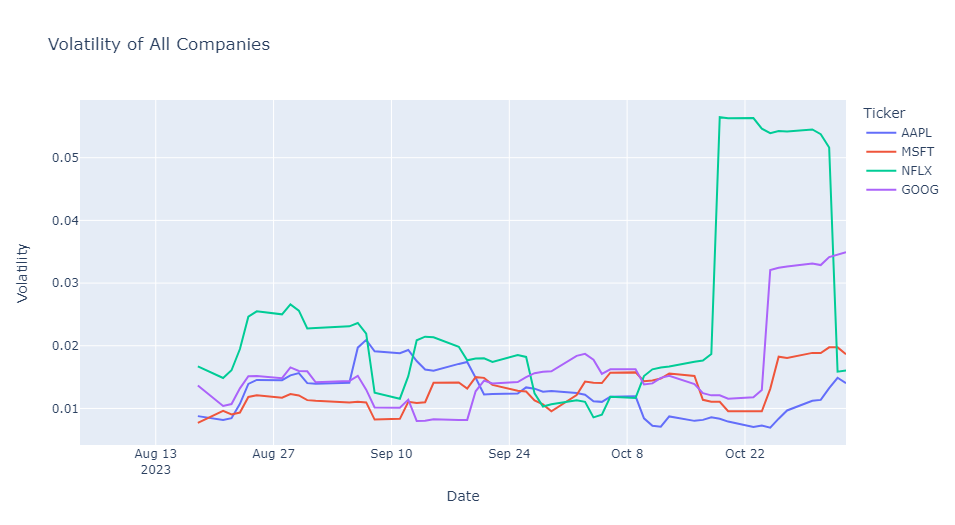 Volatility of All Companies
Ticker
AAPL
MSFT
NFLX
GOOG
Volatility
0.05
0.04
0.03
0.02
0.01
Aug 13
2023
Aug 27
Sep 10
Sep 24
Oct 8
Oct 22
Date